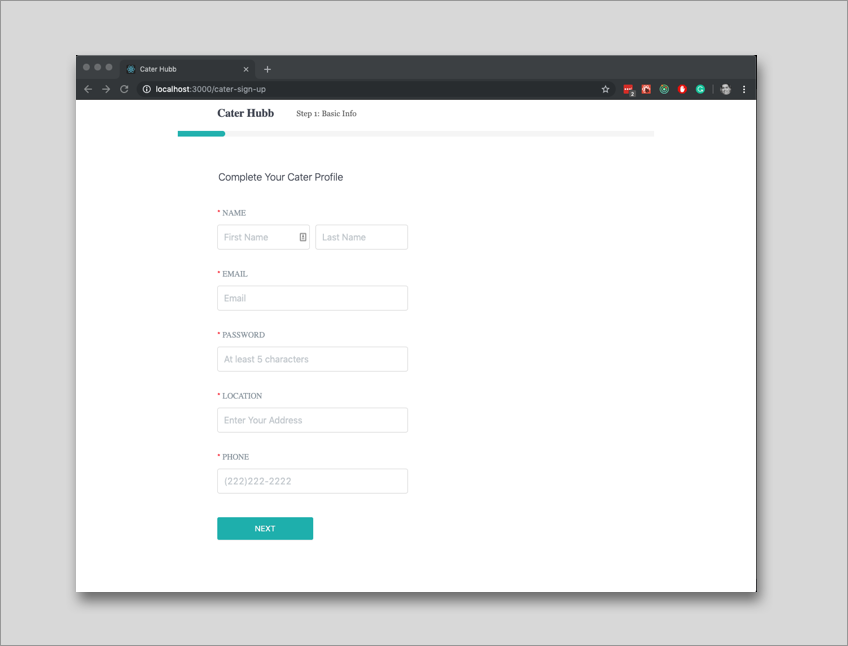 Cater Hubb
localhost:3000/cater-sign-up
Cater Hubb Step 1: Basic Info
Complete Your Cater Profile
* NAME
First Name Last Name
* EMAIL
Email
* PASSWORD
At least 5 characters
* LOCATION
Enter Your Address
* PHONE
(222)222-2222
NEXT